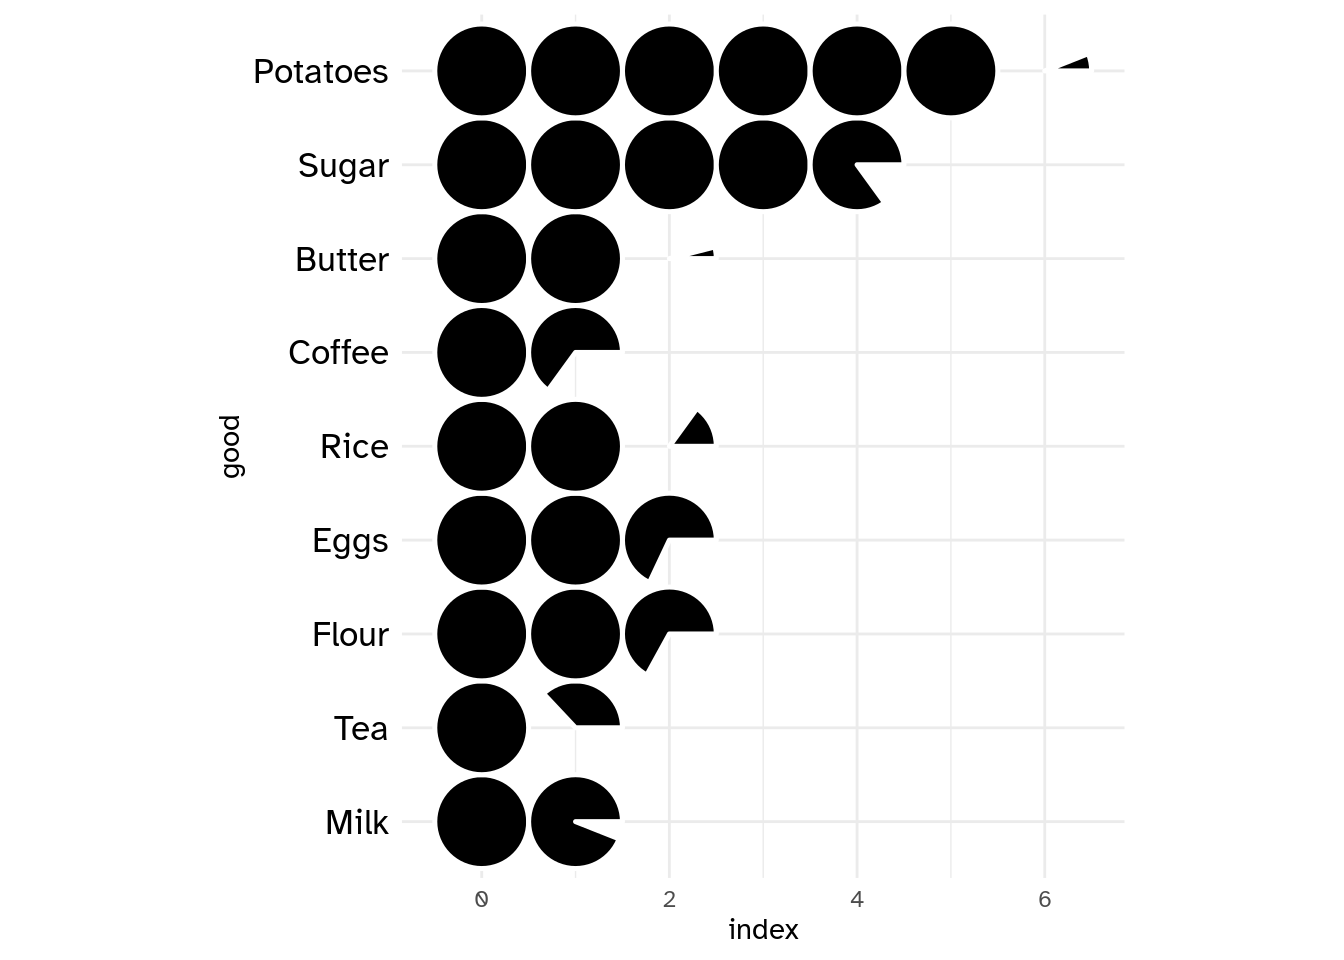 Potatoes
Sugar
Butter
Coffee
Rice
Eggs
Flour
Tea
Milk
good
0 2 4 6
index